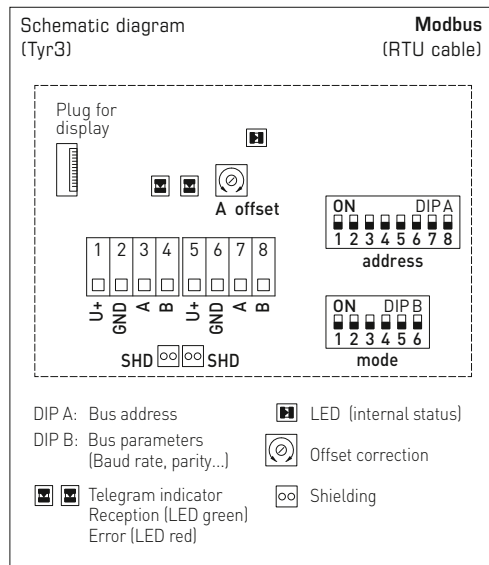 Schematic diagram
(Tyr3)
Modbus
(RTU cable)
Plug for
display
A offset
ON DIP A
1 2 3 4 5 6 7 8
address
1 2 3 4 5 6 7 8
U+ GND A B U+ GND A B
ON DIP B
1 2 3 4 5 6
mode
SHD SHD
DIP A: Bus address
DIP B: Bus parameters
(Baud rate, parity...)
Telegram indicator
Reception (LED green)
Error (LED red)
LED (internal status)
Offset correction
Shielding